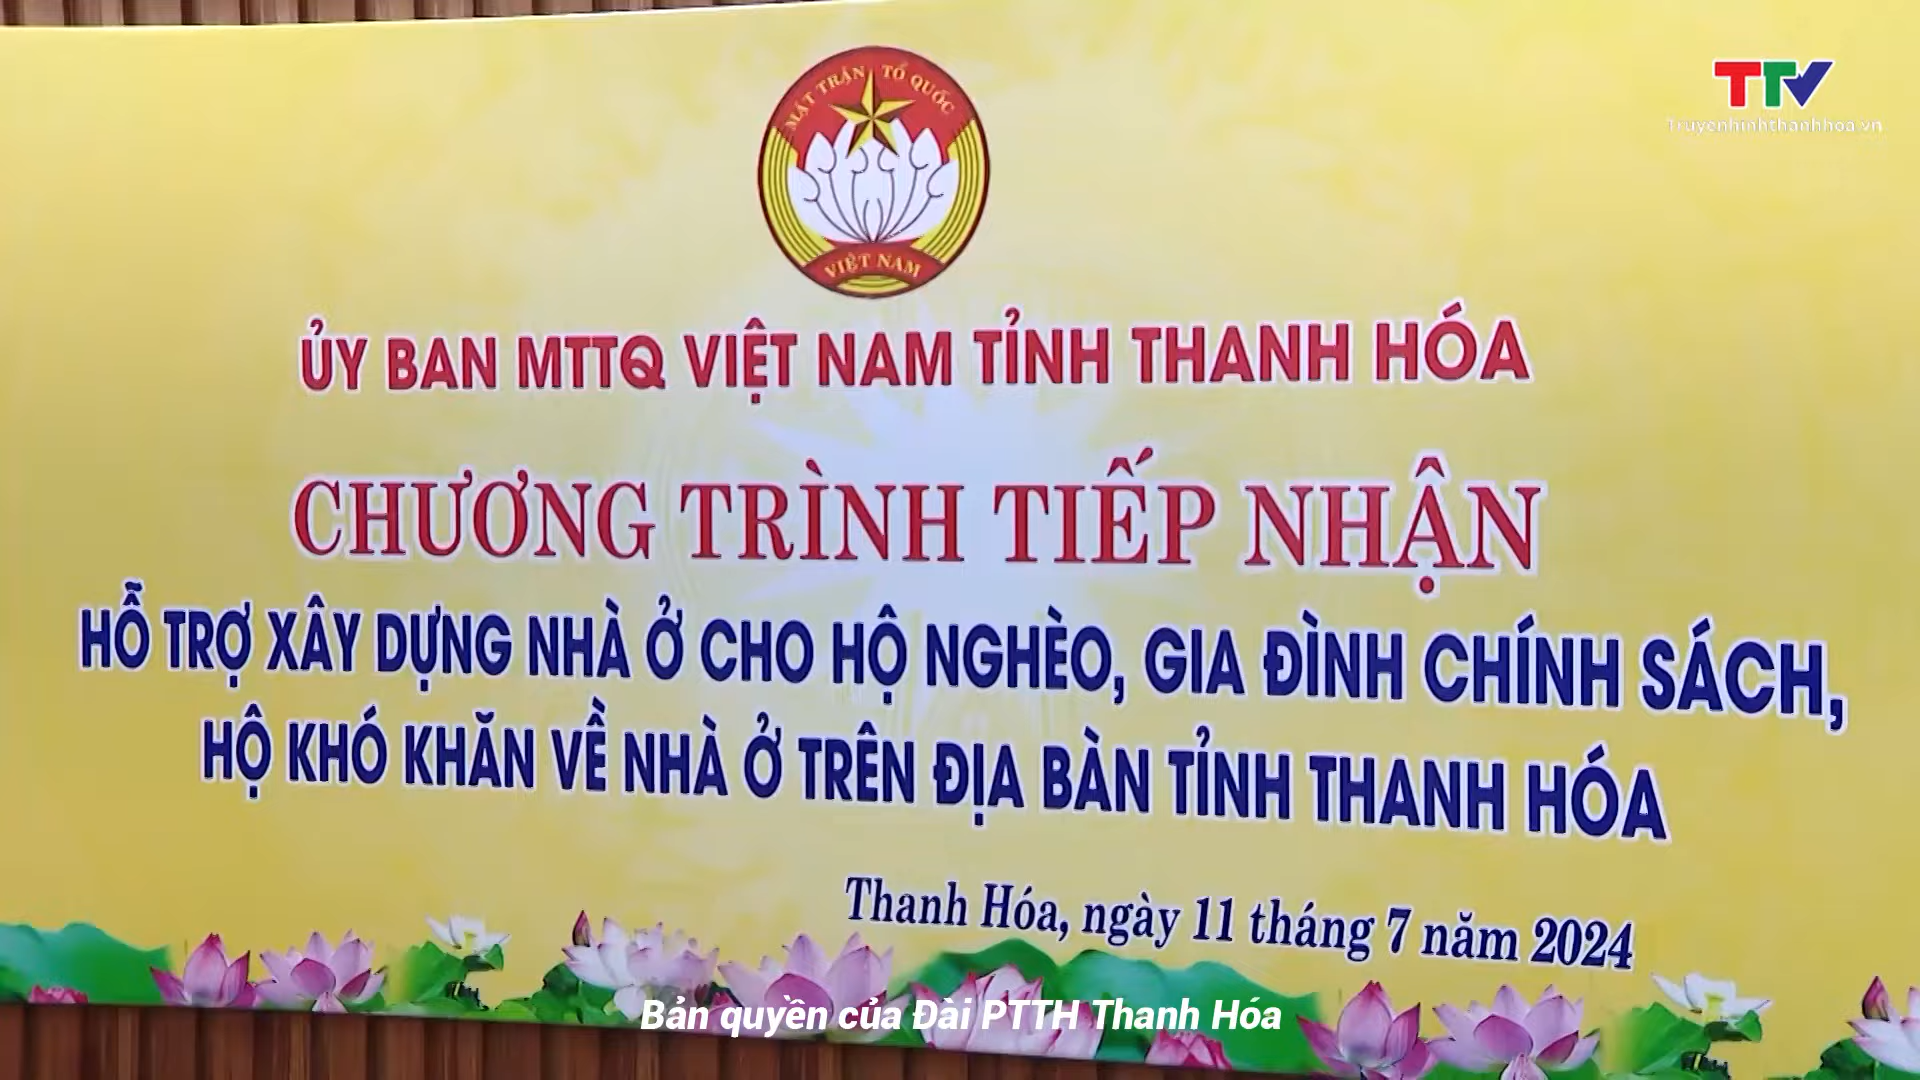 MẶT TRẬN TỔ QUỐC
TTV
Truyenhinhthanhhoa.vn
VIỆT NAM
ỦY BAN MTTQ VIỆT NAM TỈNH THANH HÓA
CHƯƠNG TRÌNH TIẾP NHẬN
HỖ TRỢ XÂY DỰNG NHÀ Ở CHO HỘ NGHÈO, GIA ĐÌNH CHÍNH SÁCH,
HỘ KHÓ KHĂN VỀ NHÀ Ở TRÊN ĐỊA BÀN TỈNH THANH HÓA
Thanh Hóa, ngày 11 tháng 7 năm 2024
Bản quyền của Đài PTTH Thanh Hóa